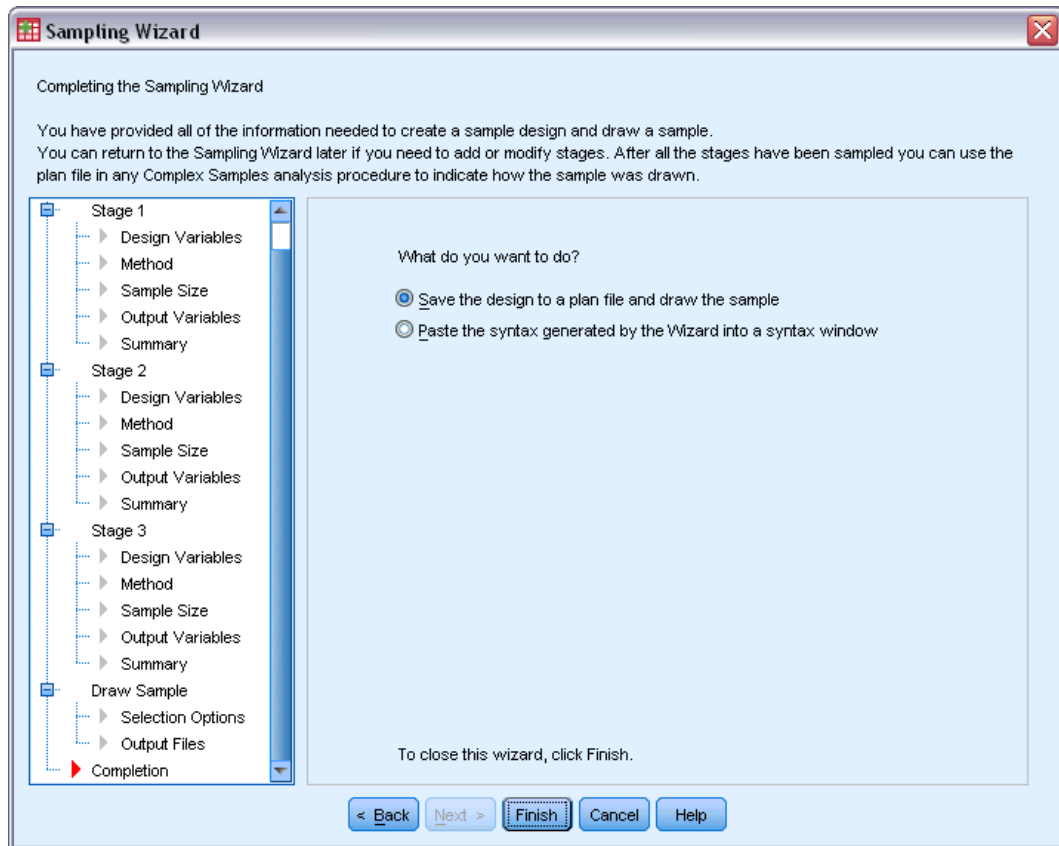 Sampling Wizard
Completing the Sampling Wizard
You have provided all of the information needed to create a sample design and draw a sample.
You can return to the Sampling Wizard later if you need to add or modify stages. After all the stages have been sampled you can use the
plan file in any Complex Samples analysis procedure to indicate how the sample was drawn.
Stage 1
Design Variables
Method
Sample Size
Output Variables
Summary
Stage 2
Design Variables
Method
Sample Size
Output Variables
Summary
Stage 3
Design Variables
Method
Sample Size
Output Variables
Summary
Draw Sample
Selection Options
Output Files
Completion
What do you want to do?
Save the design to a plan file and draw the sample
Paste the syntax generated by the Wizard into a syntax window
To close this wizard, click Finish.
< Back Next > Finish Cancel Help